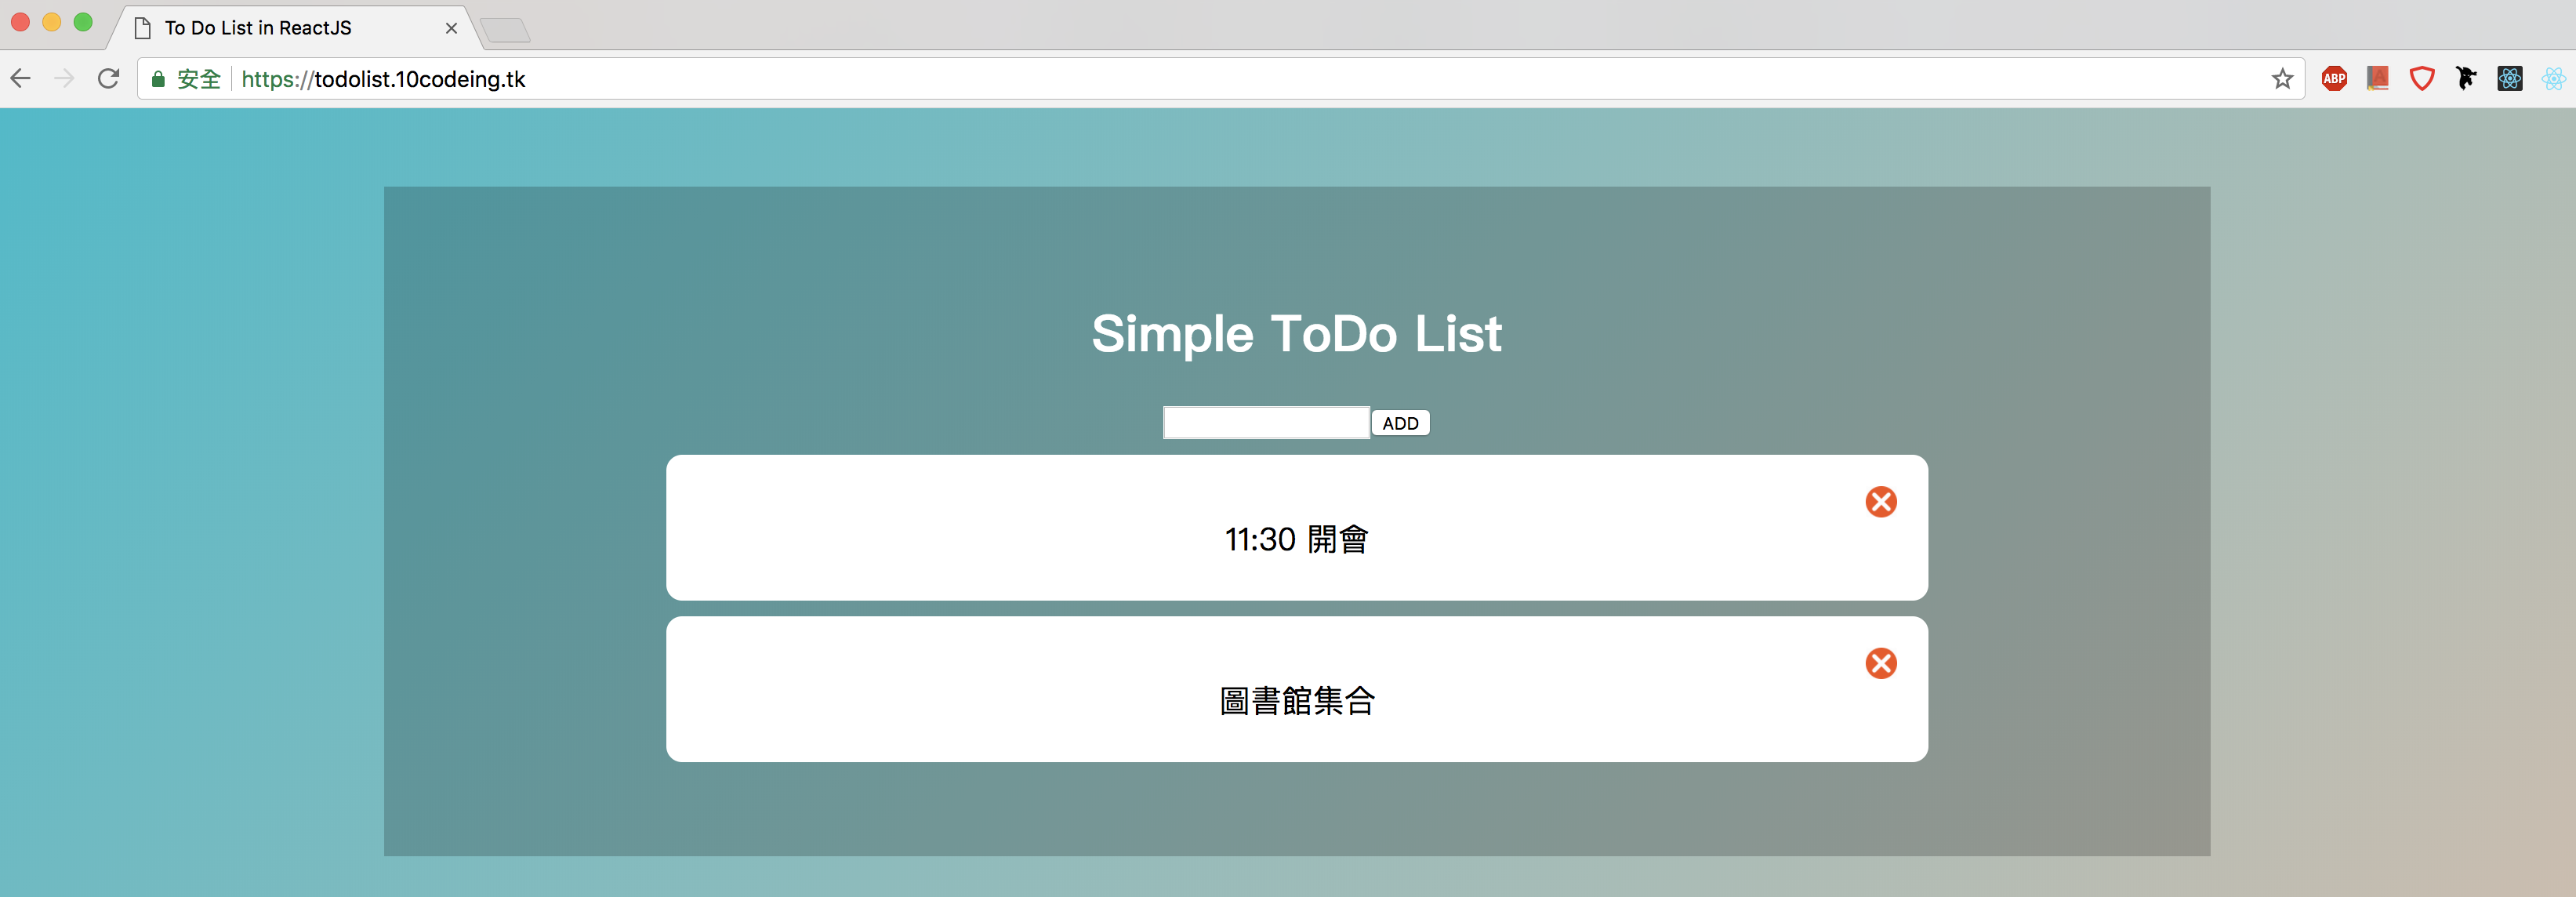 To Do List in ReactJS
安全 https://todolist.10codeing.tk
ABP
Simple ToDo List
ADD
11:30 開會
圖書館集合